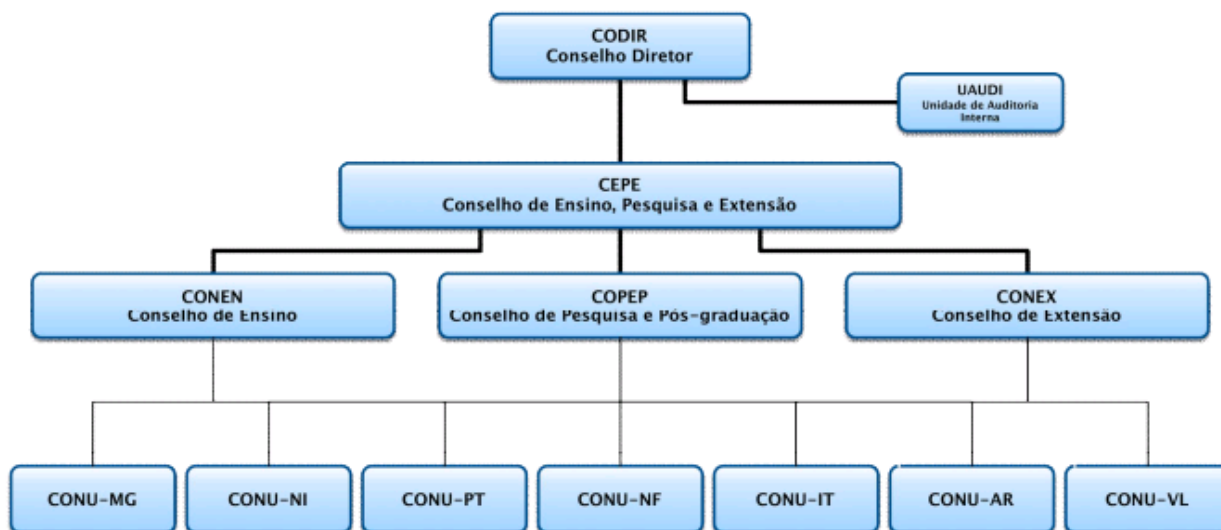 CODIR
Conselho Diretor
UAUDI
Unidade de Auditoria
Interna
CEPE
Conselho de Ensino, Pesquisa e Extensão
CONEN
Conselho de Ensino
COPEP
Conselho de Pesquisa e Pós-graduação
CONEX
Conselho de Extensão
CONU-MG
CONU-NI
CONU-PT
CONU-NF
CONU-IT
CONU-AR
CONU-VL